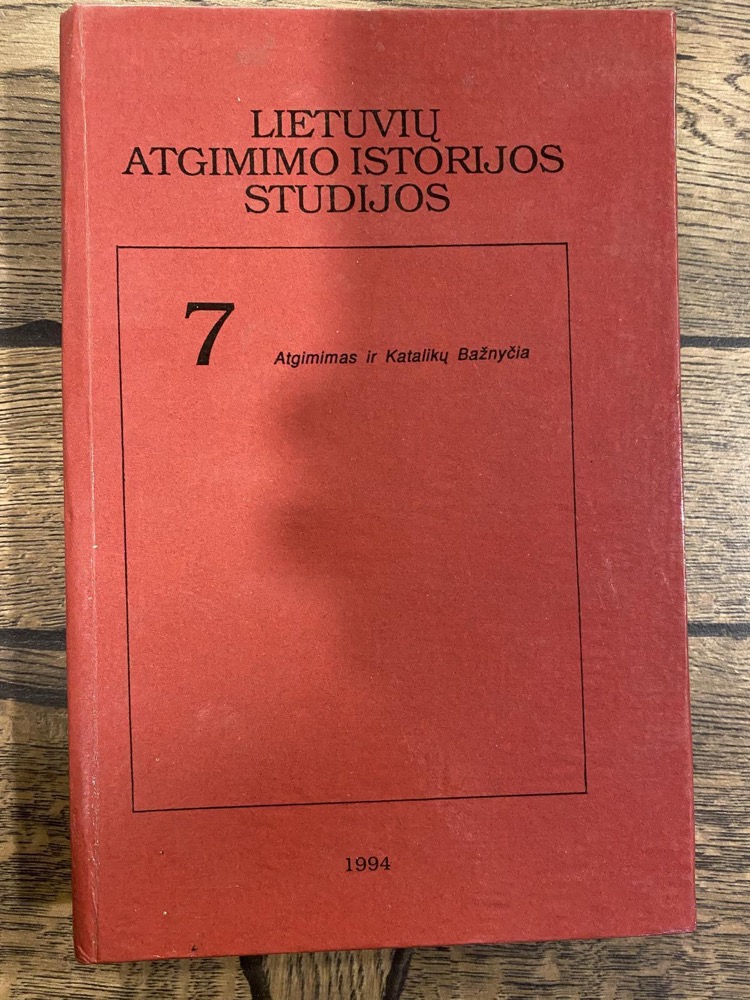 LIETUVIŲ
ATGIMIMO ISTORIJOS
STUDIJOS
7
Atgimimas ir Katalikų Bažnyčia
1994